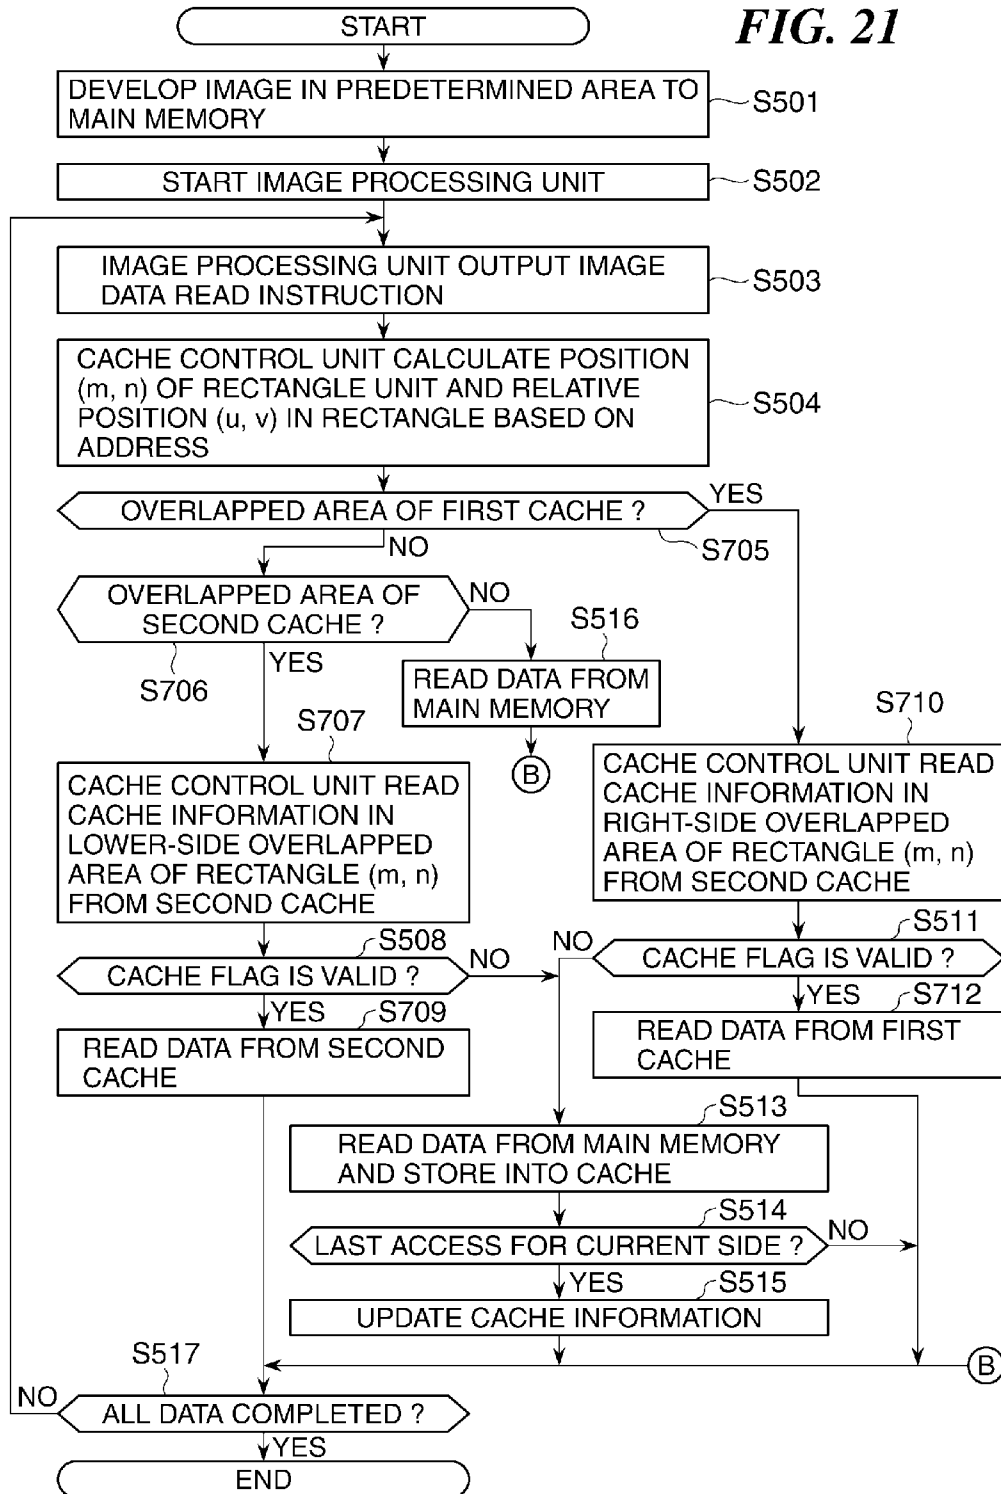 FIG. 21
START
DEVELOP IMAGE IN PREDETERMINED AREA TO
MAIN MEMORY
S501
START IMAGE PROCESSING UNIT
S502
IMAGE PROCESSING UNIT OUTPUT IMAGE
DATA READ INSTRUCTION
S503
CACHE CONTROL UNIT CALCULATE POSITION
(m, n) OF RECTANGLE UNIT AND RELATIVE
POSITION (u, v) IN RECTANGLE BASED ON
ADDRESS
S504
OVERLAPPED AREA OF FIRST CACHE ?
YES
S705
NO
OVERLAPPED AREA OF
SECOND CACHE ?
NO
S706
YES
S516
READ DATA FROM
MAIN MEMORY
B
S707
CACHE CONTROL UNIT READ
CACHE INFORMATION IN
LOWER-SIDE OVERLAPPED
AREA OF RECTANGLE (m, n)
FROM SECOND CACHE
S710
CACHE CONTROL UNIT READ
CACHE INFORMATION IN
RIGHT-SIDE OVERLAPPED
AREA OF RECTANGLE (m, n)
FROM SECOND CACHE
S508
CACHE FLAG IS VALID ?
NO
YES
S709
READ DATA FROM SECOND
CACHE
S511
NO
CACHE FLAG IS VALID ?
YES
S712
READ DATA FROM FIRST
CACHE
S513
READ DATA FROM MAIN MEMORY
AND STORE INTO CACHE
S514
LAST ACCESS FOR CURRENT SIDE ?
NO
YES
S515
UPDATE CACHE INFORMATION
B
S517
NO
ALL DATA COMPLETED ?
YES
END